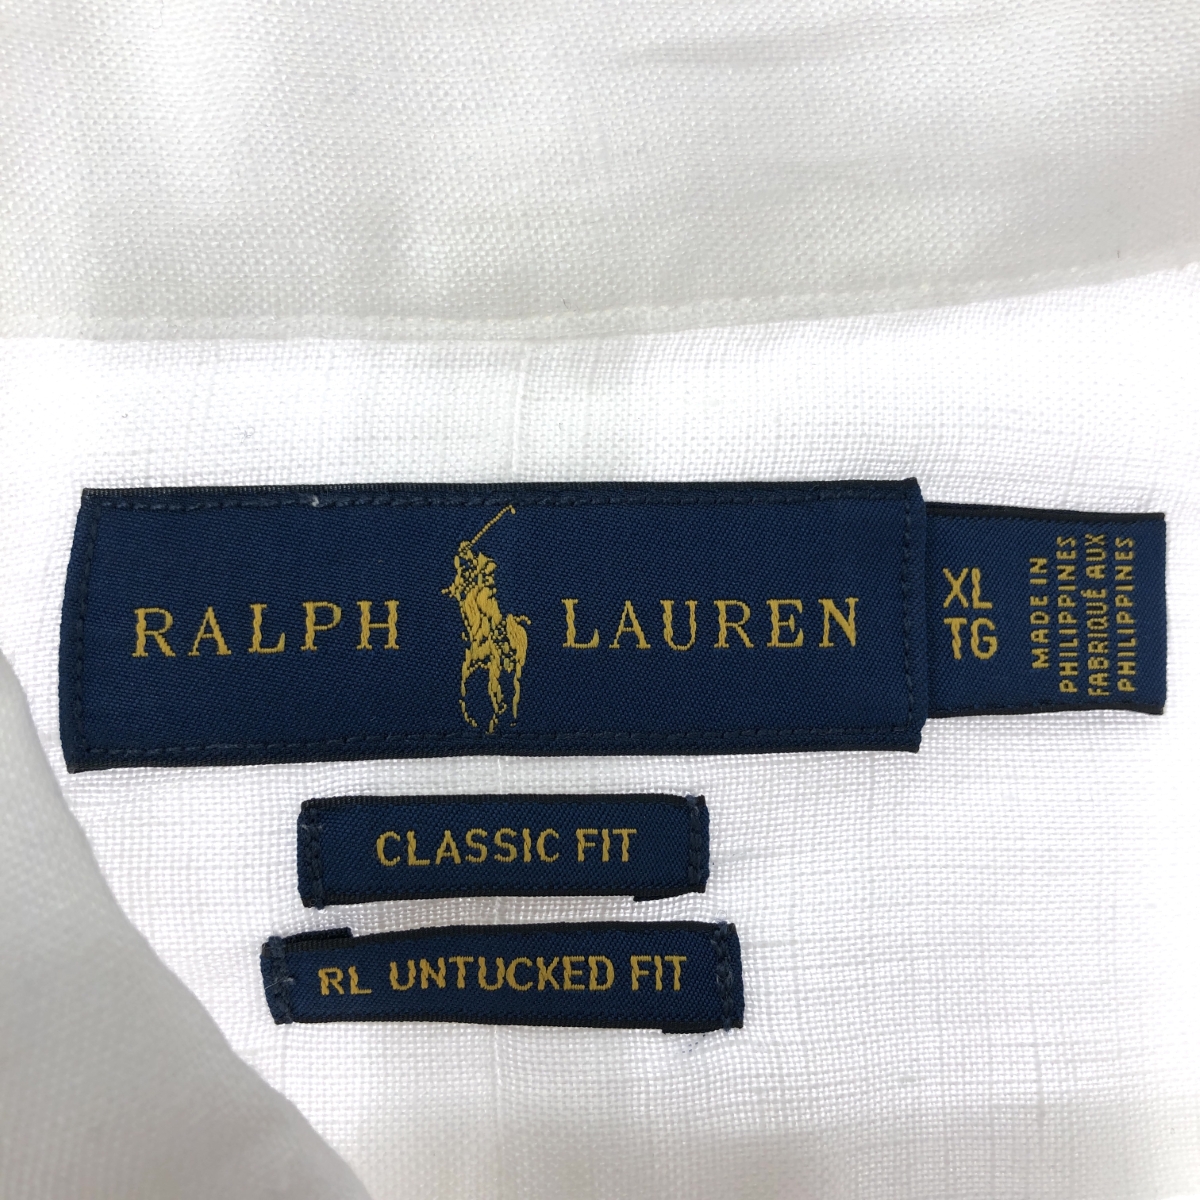 RALPH LAUREN
XL
TG
MADE IN
PHILIPPINES
FABRIQUÉ AUX
PHILIPPINES
CLASSIC FIT
RL UNTUCKED FIT